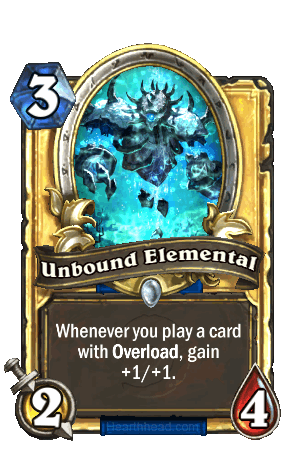 3
Unbound Elemental
Whenever you play a card
with Overload, gain
+1/+1.
2
4
Hearthhead.com